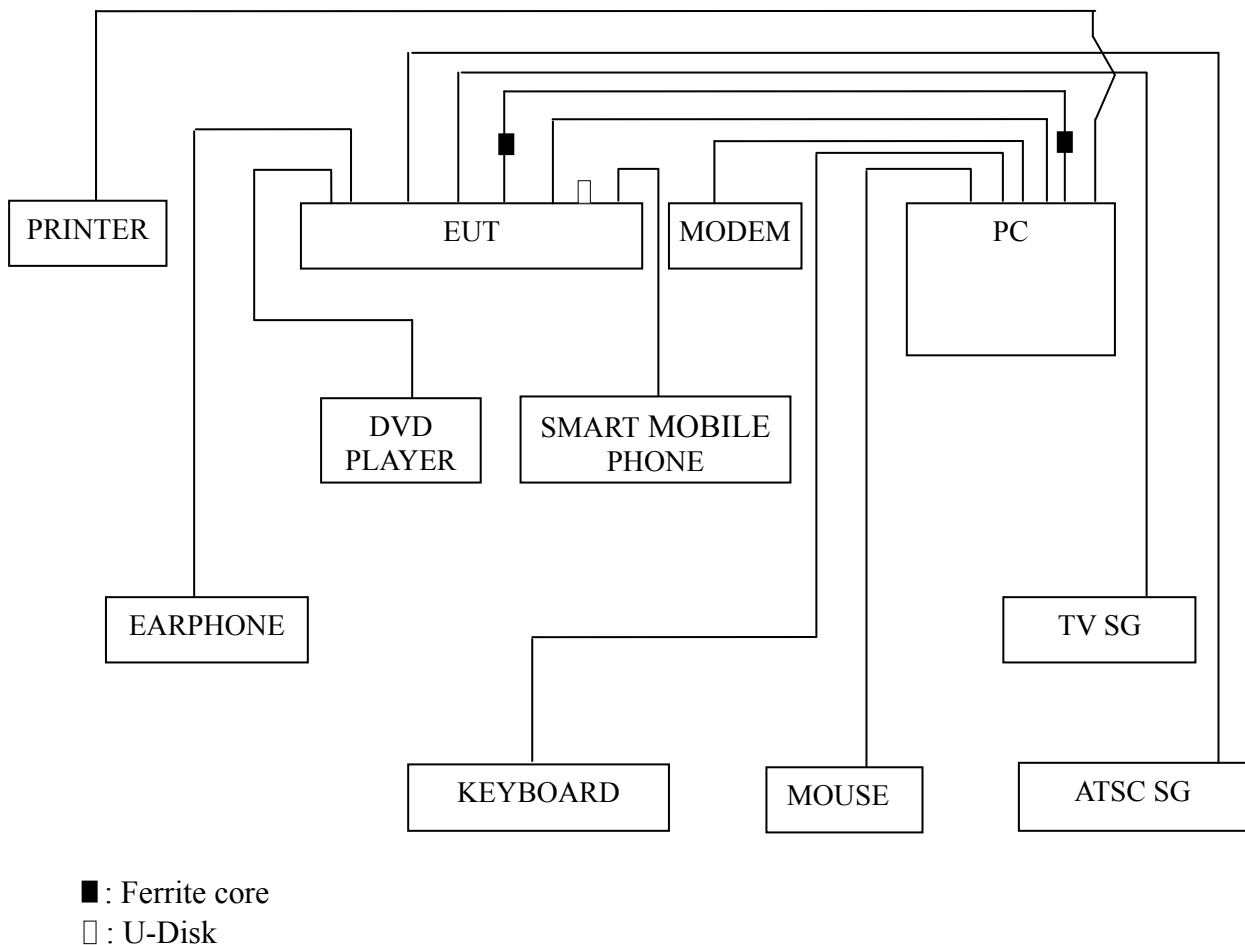 PRINTER
EUT
MODEM
PC
DVD
PLAYER
SMART MOBILE
PHONE
EARPHONE
TV SG
KEYBOARD
MOUSE
ATSC SG
: Ferrite core
: U-Disk